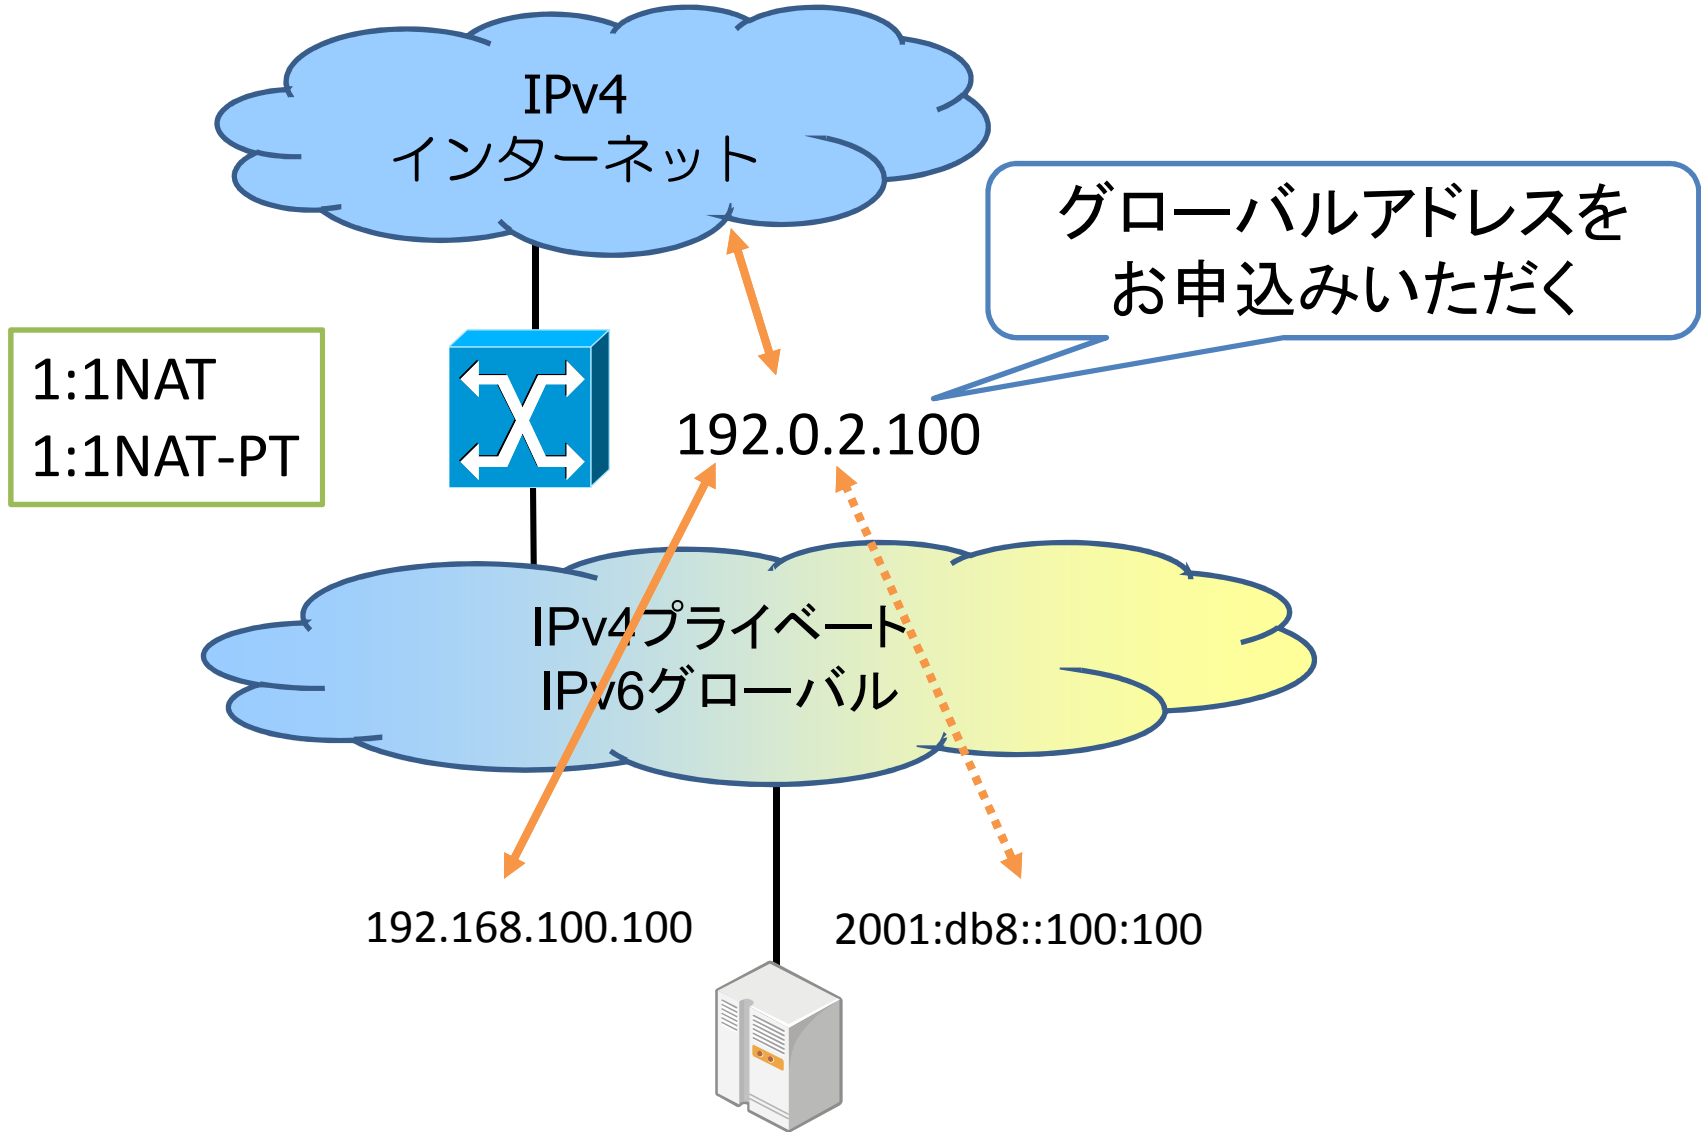 IPv4
インターネット
グローバルアドレスを
お申込みいただく
1:1NAT
1:1NAT-PT
192.0.2.100
IPv4プライベート
IPv6グローバル
192.168.100.100
2001:db8::100:100